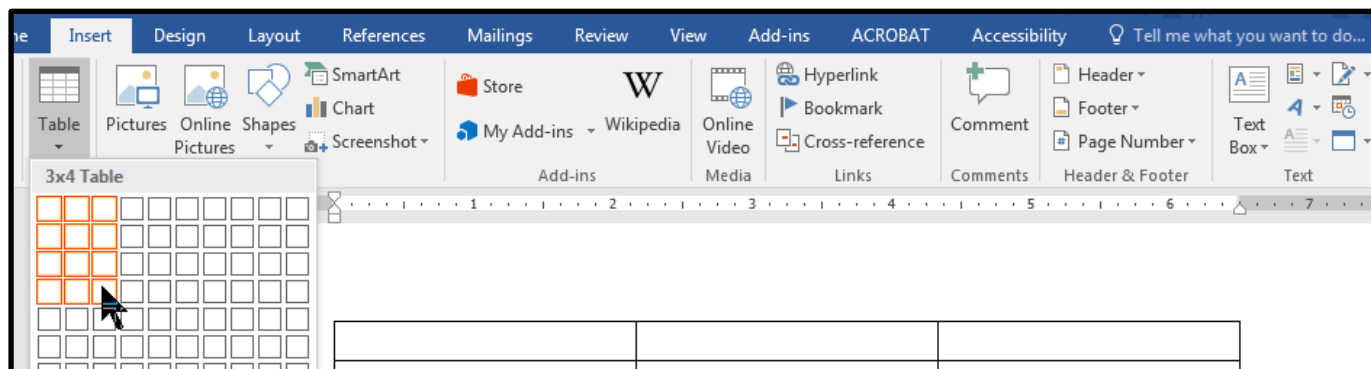 ne Insert Design Layout References Mailings Review View Add-ins ACROBAT Accessibility Tell me what you want to do...
Table
Pictures
Online
Pictures
Shapes
SmartArt
Chart
Screenshot
Store
My Add-ins
Wikipedia
Online
Video
Hyperlink
Bookmark
Cross-reference
Comment
Header
Footer
Page Number
Text
Box
Add-ins Media Links Comments Header & Footer Text
3x4 Table
1 2 3 4 5 6 7